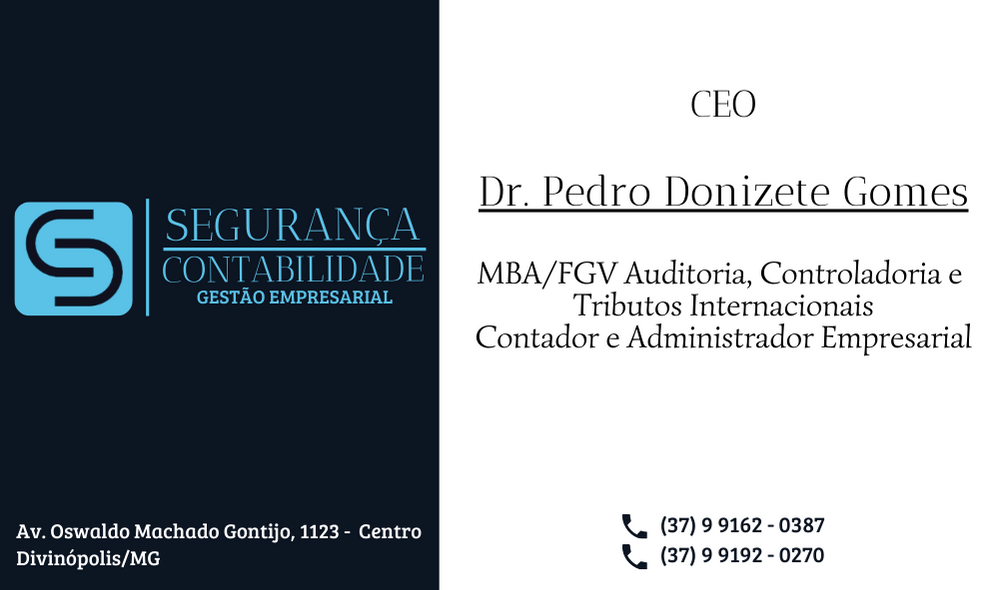 SEGURANÇA
CONTABILIDADE
GESTÃO EMPRESARIAL
Av. Oswaldo Machado Gontijo, 1123 - Centro
Divinópolis/MG
CEO
Dr. Pedro Donizete Gomes
MBA/FGV Auditoria, Controladoria e
Tributos Internacionais
Contador e Administrador Empresarial
(37) 9 9162 - 0387
(37) 9 9192 - 0270